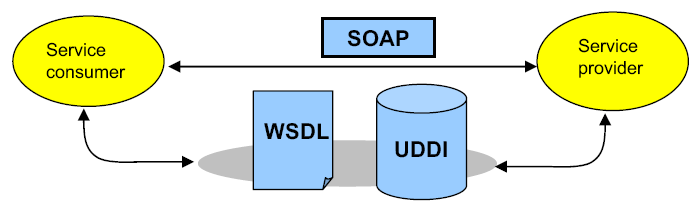 SOAP
Service
consumer
Service
provider
WSDL
UDDI